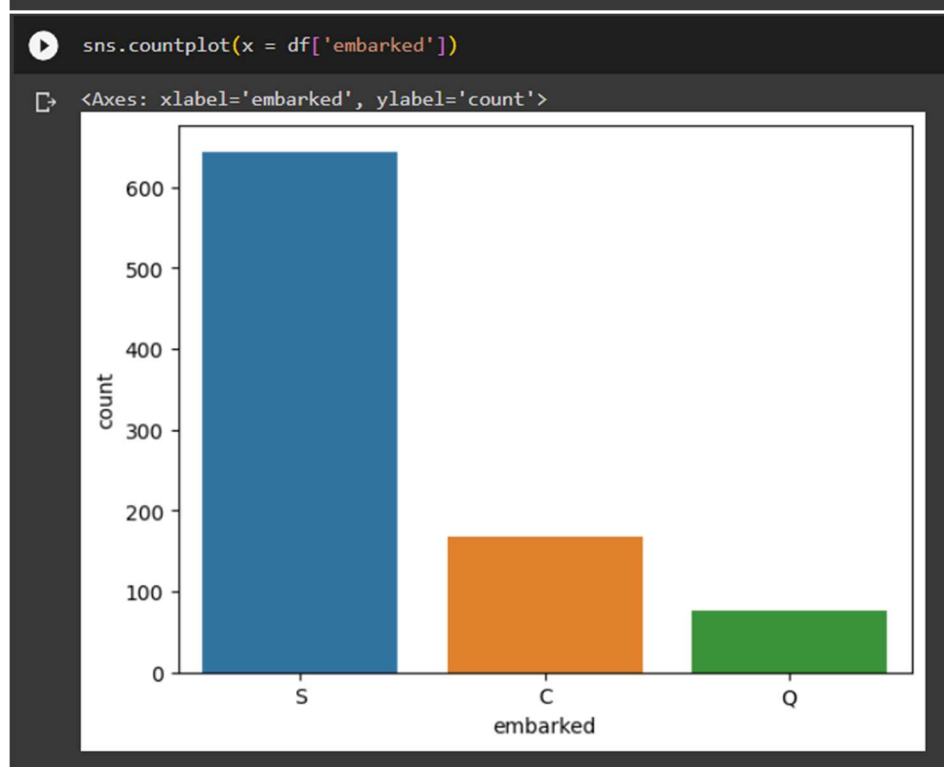 sns.countplot(x = df['embarked'])
<Axes: xlabel='embarked', ylabel='count'>
600
500
400
300
200
100
0
count
S C Q
embarked